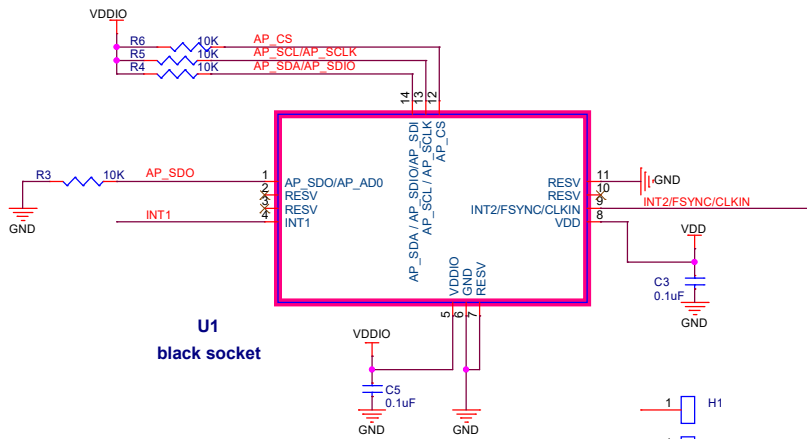 VDDIO
R6 10K AP_CS
R5 10K AP_SCL/AP_SCLK
R4 10K AP_SDA/AP_SDIO
14 13 12
AP_SDA / AP_SDIO/AP_SDI
AP_SCL / AP_SCLK
AP_CS
R3 10K AP_SDO 1 AP_SDO/AP_AD0
2 RESV
3 RESV
INT1 4 INT1
GND
RESV 11 GND
RESV 10
INT2/FSYNC/CLKIN 9 INT2/FSYNC/CLKIN
VDD 8
VDD
C3
0.1uF
GND
VDDIO
GND
RESV
5 6 7
U1
black socket
VDDIO
C5
0.1uF
GND
GND
1 H1
1